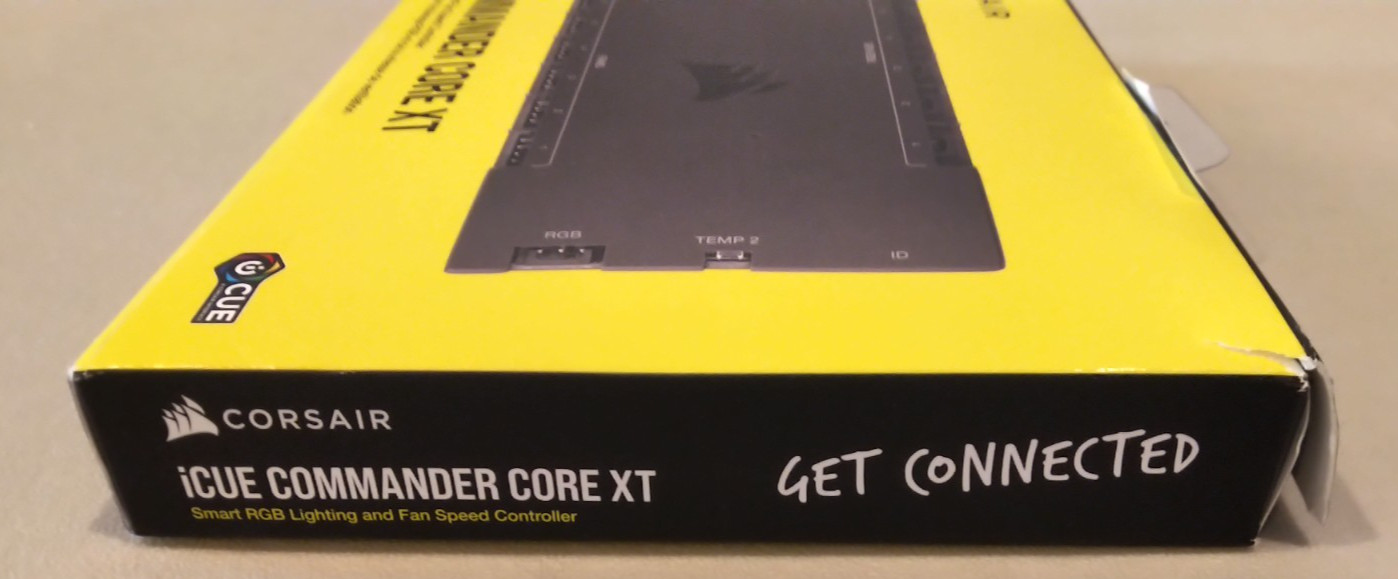 COMMANDER CORE XT
RGB
TEMP 2
ID
iCUE
CORSAIR
iCUE COMMANDER CORE XT
Smart RGB Lighting and Fan Speed Controller
GET CONNECTED